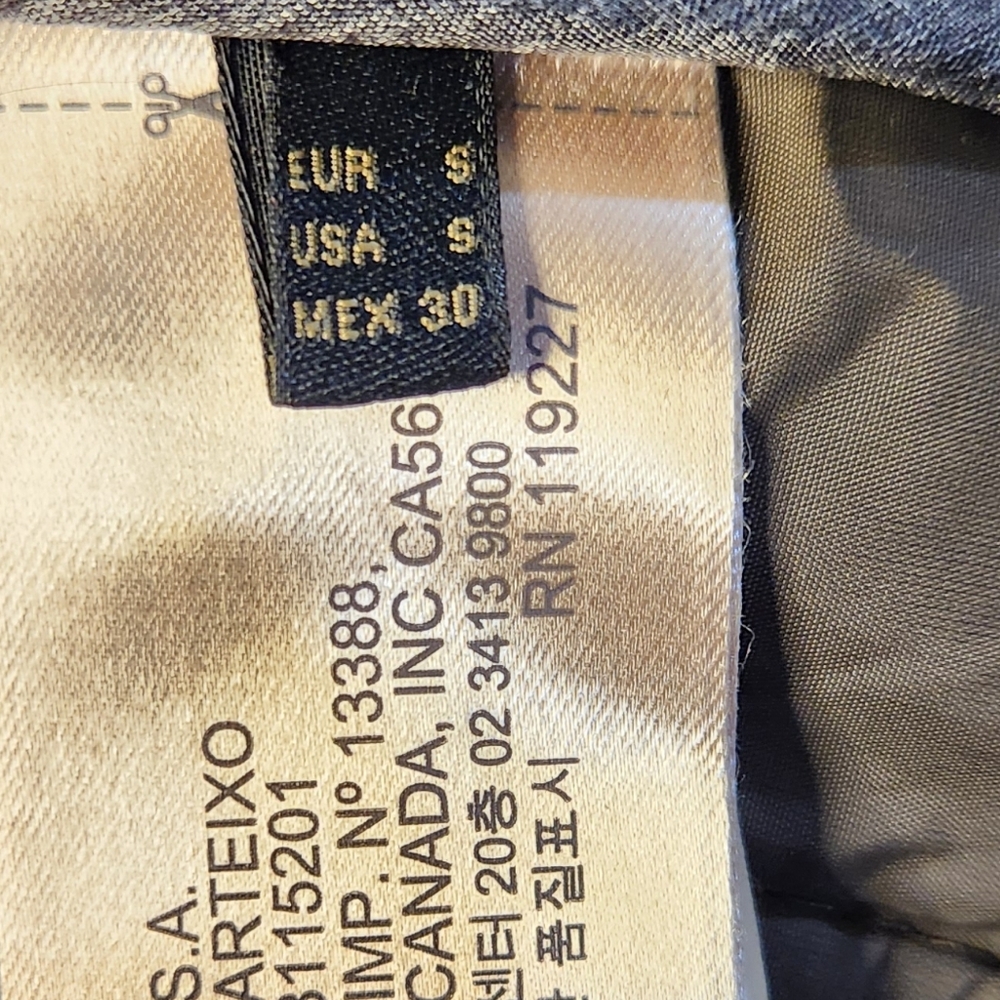 EUR S
USA S
MEX 30
S.A.
ARTEIXO
3115201
IMP. Nº 13388,
CANADA, INC CA56
센터 20층 02 3413 9800
품질표시
RN 119227